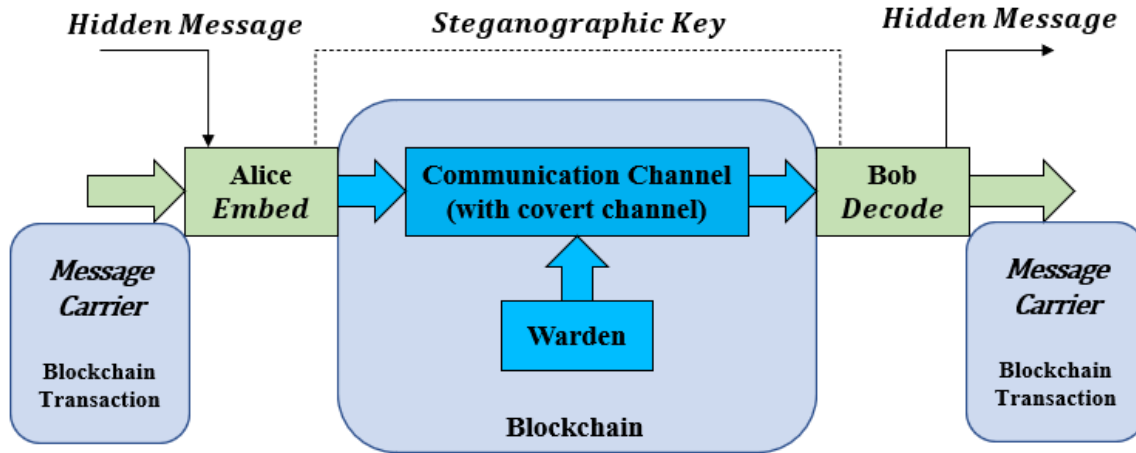 Hidden Message
Steganographic Key
Hidden Message
Alice
Embed
Communication Channel
(with covert channel)
Bob
Decode
Message
Carrier
Blockchain
Transaction
Warden
Blockchain
Message
Carrier
Blockchain
Transaction